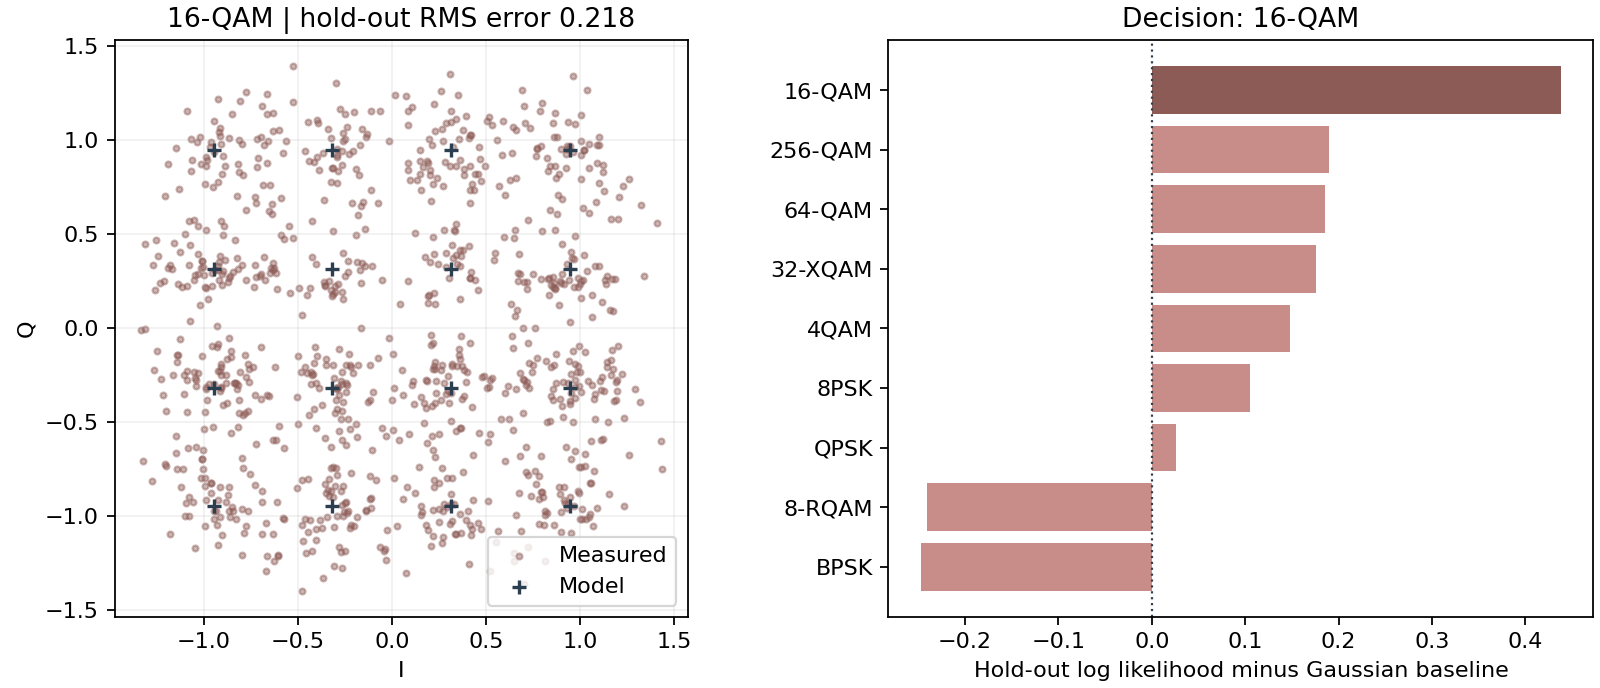 16-QAM | hold-out RMS error 0.218
1.5
1.0
0.5
0.0
−0.5
−1.0
−1.5
Q
−1.0
−0.5
0.0
0.5
1.0
1.5
I
Measured
Model
Decision: 16-QAM
16-QAM
256-QAM
64-QAM
32-XQAM
4QAM
8PSK
QPSK
8-RQAM
BPSK
−0.2
−0.1
0.0
0.1
0.2
0.3
0.4
Hold-out log likelihood minus Gaussian baseline